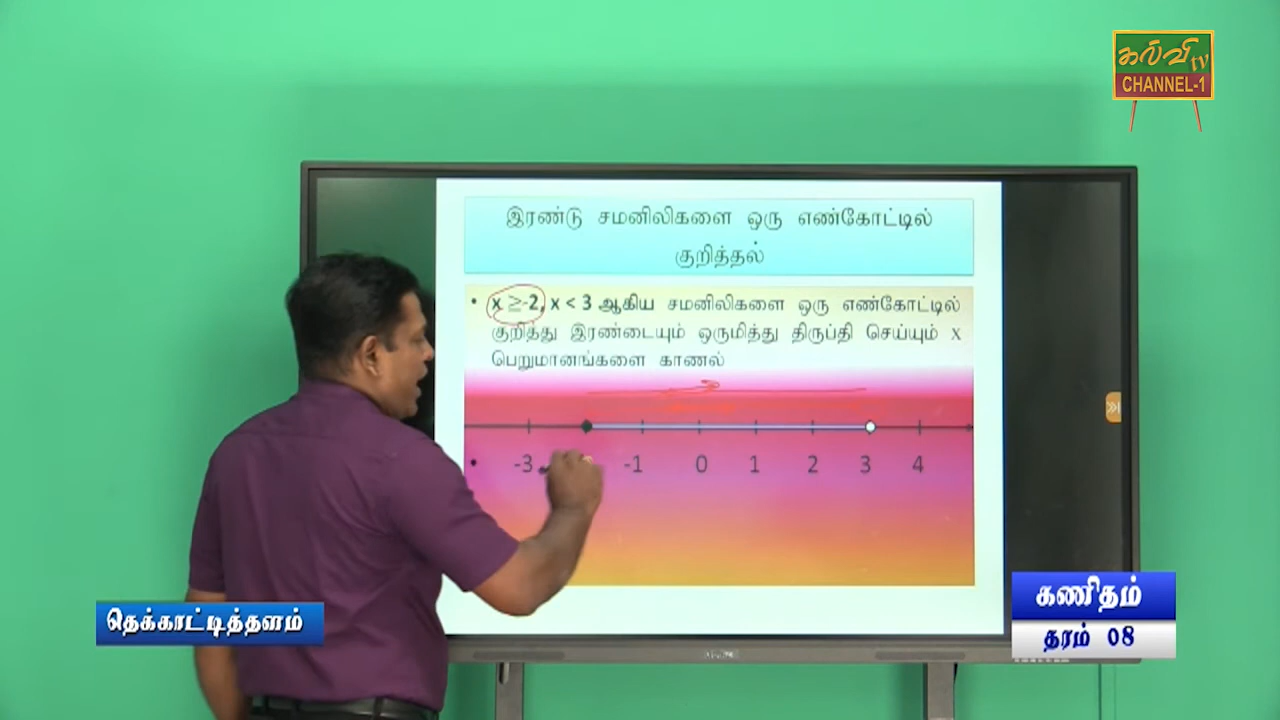 கல்வி tv
CHANNEL-1
இரண்டு சமனிலிகளை ஒரு எண்கோட்டில்
குறித்தல்
• x ≥-2, x < 3 ஆகிய சமனிலிகளை ஒரு எண்கோட்டில்
குறித்து இரண்டையும் ஒருமித்து திருப்தி செய்யும் x
பெறுமானங்களை காணல்
• -3 -1 0 1 2 3 4
தெக்காட்டித்தளம்
கணிதம்
தரம் 08